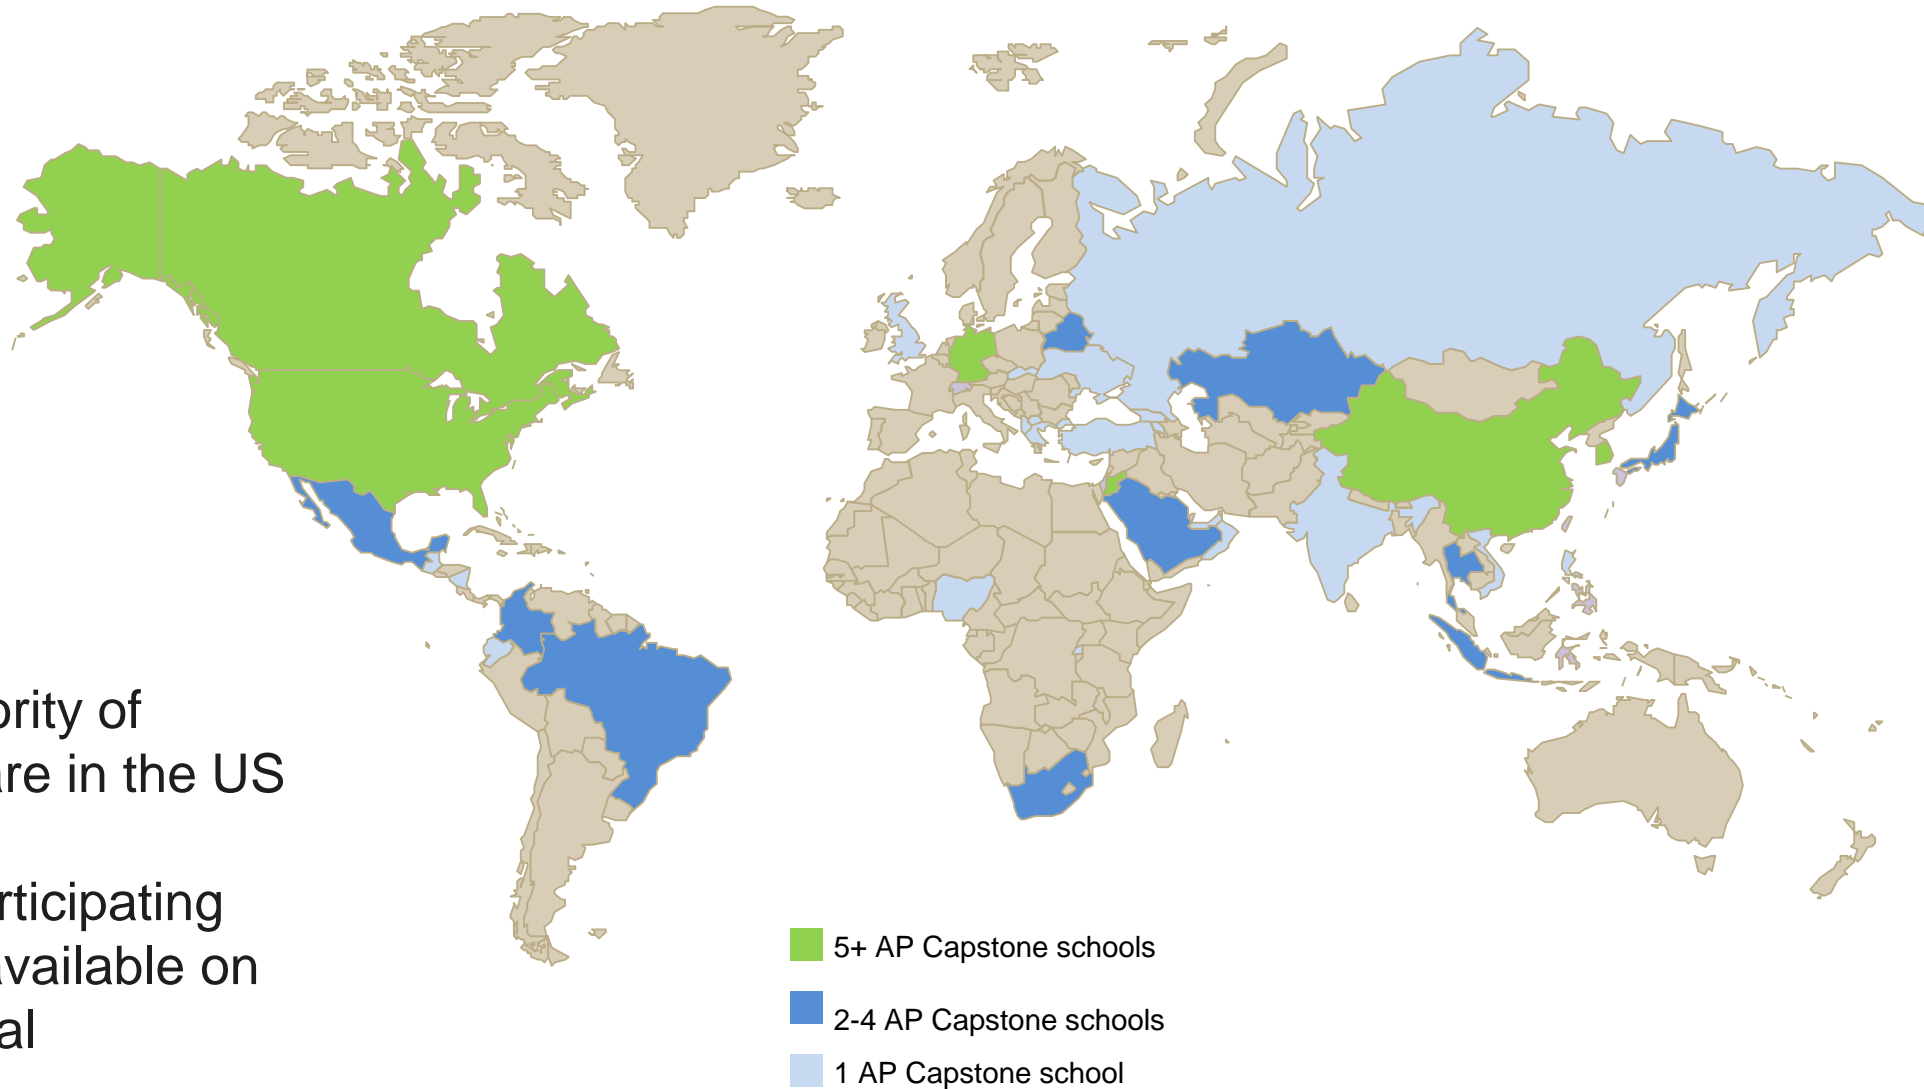 ority of
are in the US
rticipating
available on
al
5+ AP Capstone schools
2-4 AP Capstone schools
1 AP Capstone school